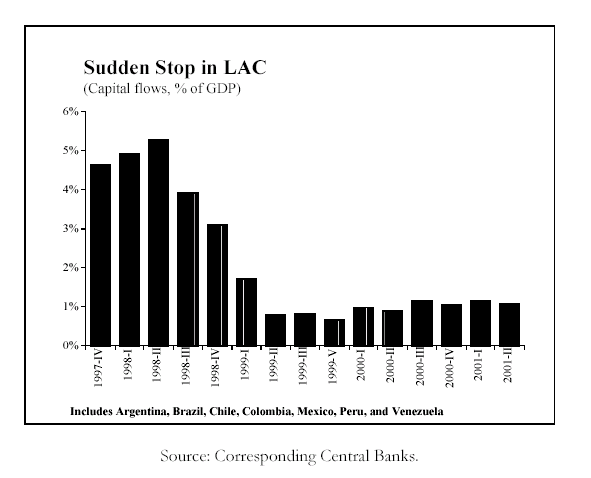 Sudden Stop in LAC
(Capital flows, % of GDP)
6%
5%
4%
3%
2%
1%
0%
1997-IV
1998-I
1998-II
1998-III
1998-IV
1999-I
1999-II
1999-III
1999-V
2000-I
2000-II
2000-III
2000-IV
2001-I
2001-II
Includes Argentina, Brazil, Chile, Colombia, Mexico, Peru, and Venezuela
Source: Corresponding Central Banks.